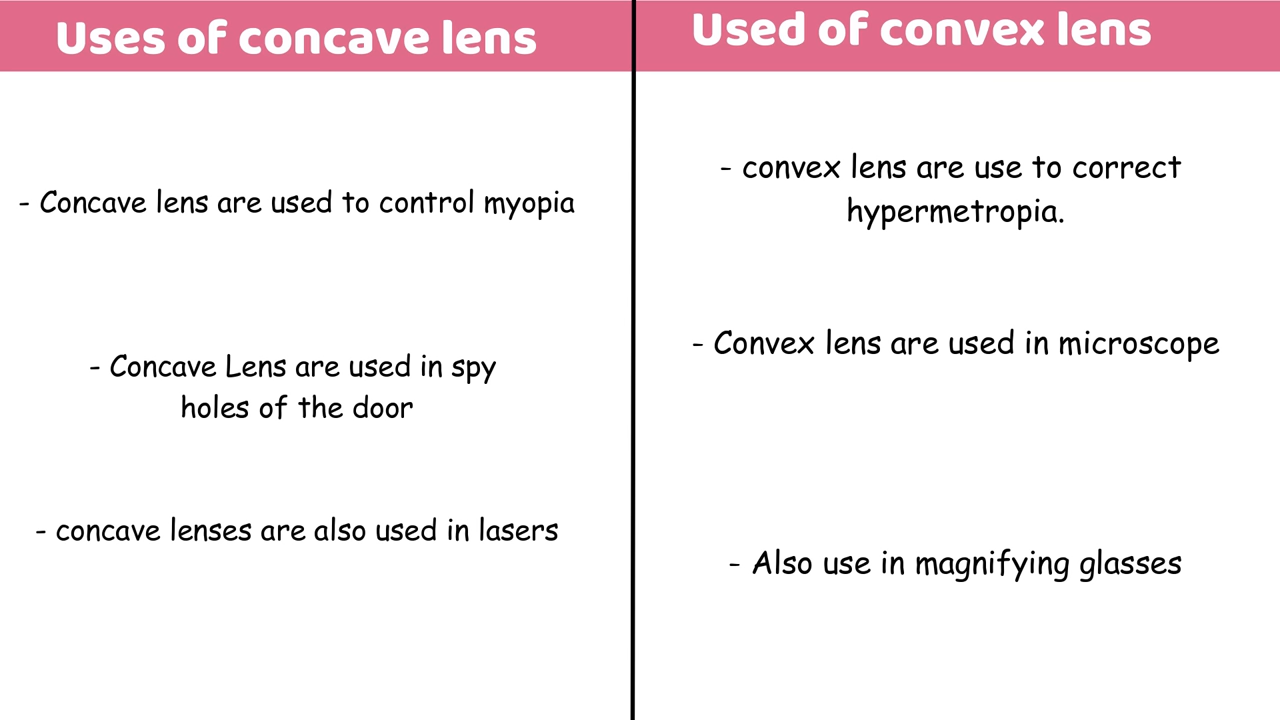 Uses of concave lens
- Concave lens are used to control myopia
- Concave Lens are used in spy
holes of the door
- concave lenses are also used in lasers
Used of convex lens
- convex lens are use to correct
hypermetropia.
- Convex lens are used in microscope
- Also use in magnifying glasses